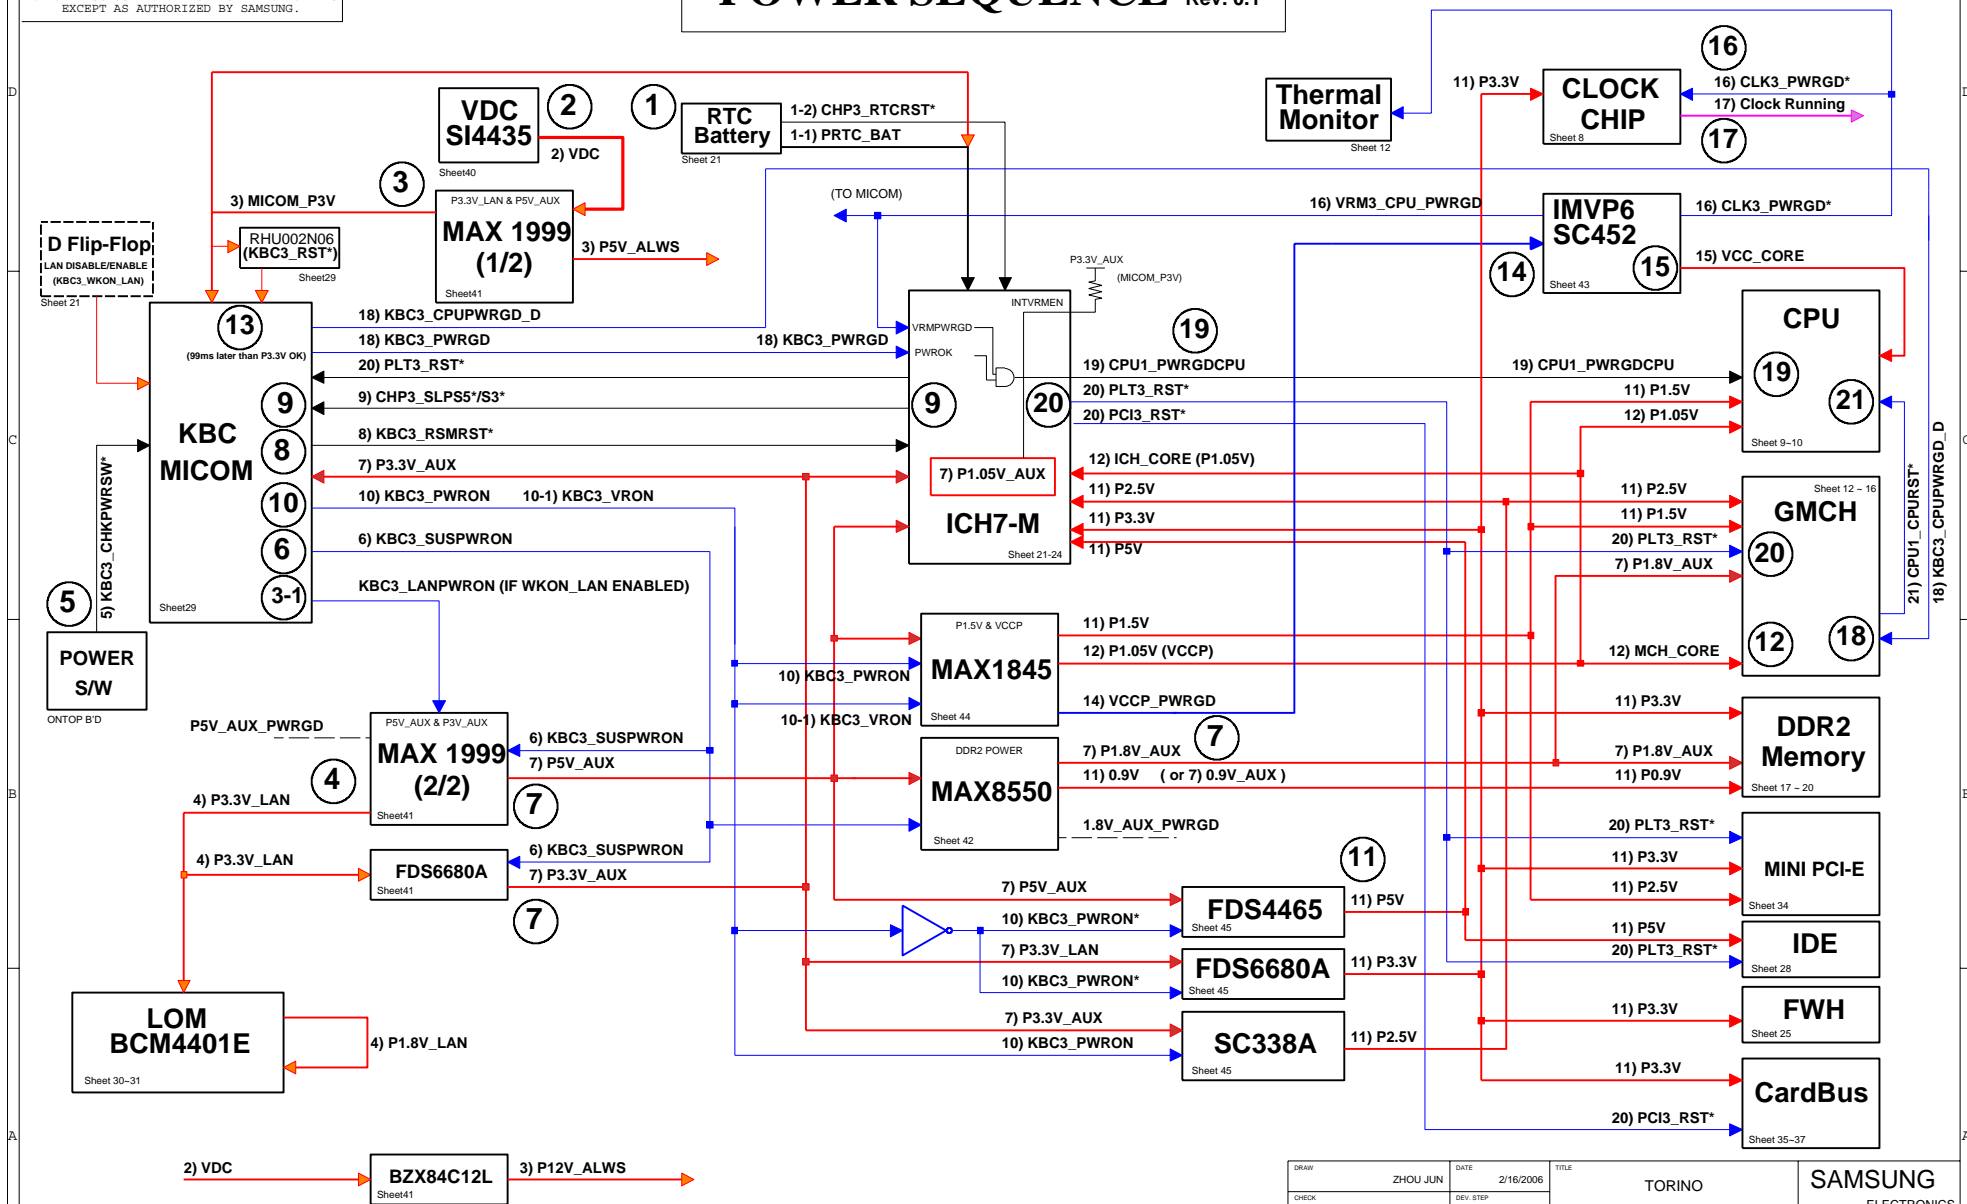 EXCEPT AS AUTHORIZED BY SAMSUNG.
POWER SEQUENCE Rev. 0.1
D
C
B
A
D
C
A
VDC
SI4435
Sheet40
2
2) VDC
1
RTC
Battery
Sheet 21
1-2) CHP3_RTCRST*
1-1) PRTC_BAT
Thermal
Monitor
Sheet 12
11) P3.3V
CLOCK
CHIP
Sheet 8
16
16) CLK3_PWRGD*
17) Clock Running
17
3
3) MICOM_P3V
P3.3V_LAN & P5V_AUX
MAX 1999
(1/2)
Sheet41
3) P5V_ALWS
D Flip-Flop
LAN DISABLE/ENABLE
(KBC3_WKON_LAN)
Sheet 21
RHU002N06
(KBC3_RST*)
Sheet29
(TO MICOM)
16) VRM3_CPU_PWRGD
IMVP6
SC452
15
Sheet 43
14
16) CLK3_PWRGD*
15) VCC_CORE
P3.3V_AUX
(MICOM_P3V)
13
(99ms later than P3.3V OK)
9
8
10
6
3-1
KBC
MICOM
Sheet29
18) KBC3_CPUPWRGD_D
18) KBC3_PWRGD
18) KBC3_PWRGD
20) PLT3_RST*
9) CHP3_SLPS5*/S3*
8) KBC3_RSMRST*
7) P3.3V_AUX
10) KBC3_PWRON
10-1) KBC3_VRON
6) KBC3_SUSPWRON
KBC3_LANPWRON (IF WKON_LAN ENABLED)
INTVRMEN
VRMPWRGD
PWROK
9
20
7) P1.05V_AUX
ICH7-M
Sheet 21-24
19
19) CPU1_PWRGDCPU
20) PLT3_RST*
20) PCI3_RST*
12) ICH_CORE (P1.05V)
11) P2.5V
11) P3.3V
11) P5V
19) CPU1_PWRGDCPU
11) P1.5V
12) P1.05V
CPU
19
21
Sheet 9~10
11) P2.5V
11) P1.5V
20) PLT3_RST*
7) P1.8V_AUX
12) MCH_CORE
Sheet 12 ~ 16
GMCH
20
12
18
21) CPU1_CPURST*
18) KBC3_CUPUPWRGD_D
5
5) KBC3_CHKPWRSW*
POWER
S/W
ONTOP B'D
P5V_AUX_PWRGD
P5V_AUX & P3V_AUX
MAX 1999
(2/2)
Sheet41
4
7
6) KBC3_SUSPWRON
7) P5V_AUX
P1.5V & VCCP
MAX1845
Sheet 44
10) KBC3_PWRON
10-1) KBC3_VRON
11) P1.5V
12) P1.05V (VCCP)
14) VCCP_PWRGD
7
DDR2 POWER
MAX8550
Sheet 42
7) P1.8V_AUX
11) 0.9V ( or 7) 0.9V_AUX )
1.8V_AUX_PWRGD
11) P3.3V
7) P1.8V_AUX
11) P0.9V
DDR2
Memory
Sheet 17 ~ 20
4) P3.3V_LAN
4) P3.3V_LAN
FDS6680A
Sheet41
6) KBC3_SUSPWRON
7) P3.3V_AUX
7
11
7) P5V_AUX
10) KBC3_PWRON*
FDS4465
Sheet 45
11) P5V
7) P3.3V_LAN
10) KBC3_PWRON*
FDS6680A
Sheet 45
11) P3.3V
7) P3.3V_AUX
10) KBC3_PWRON
SC338A
Sheet 45
11) P2.5V
20) PLT3_RST*
11) P3.3V
11) P2.5V
MINI PCI-E
Sheet 34
11) P5V
20) PLT3_RST*
IDE
Sheet 28
11) P3.3V
FWH
Sheet 25
11) P3.3V
20) PCI3_RST*
CardBus
Sheet 35~37
LOM
BCM4401E
Sheet 30~31
4) P1.8V_LAN
2) VDC
BZX84C12L
Sheet41
3) P12V_ALWS
DRAW
ZHOU JUN
DATE
2/16/2006
TITLE
TORINO
SAMSUNG
ELECTRONICS
CHECK
DEV. STEP